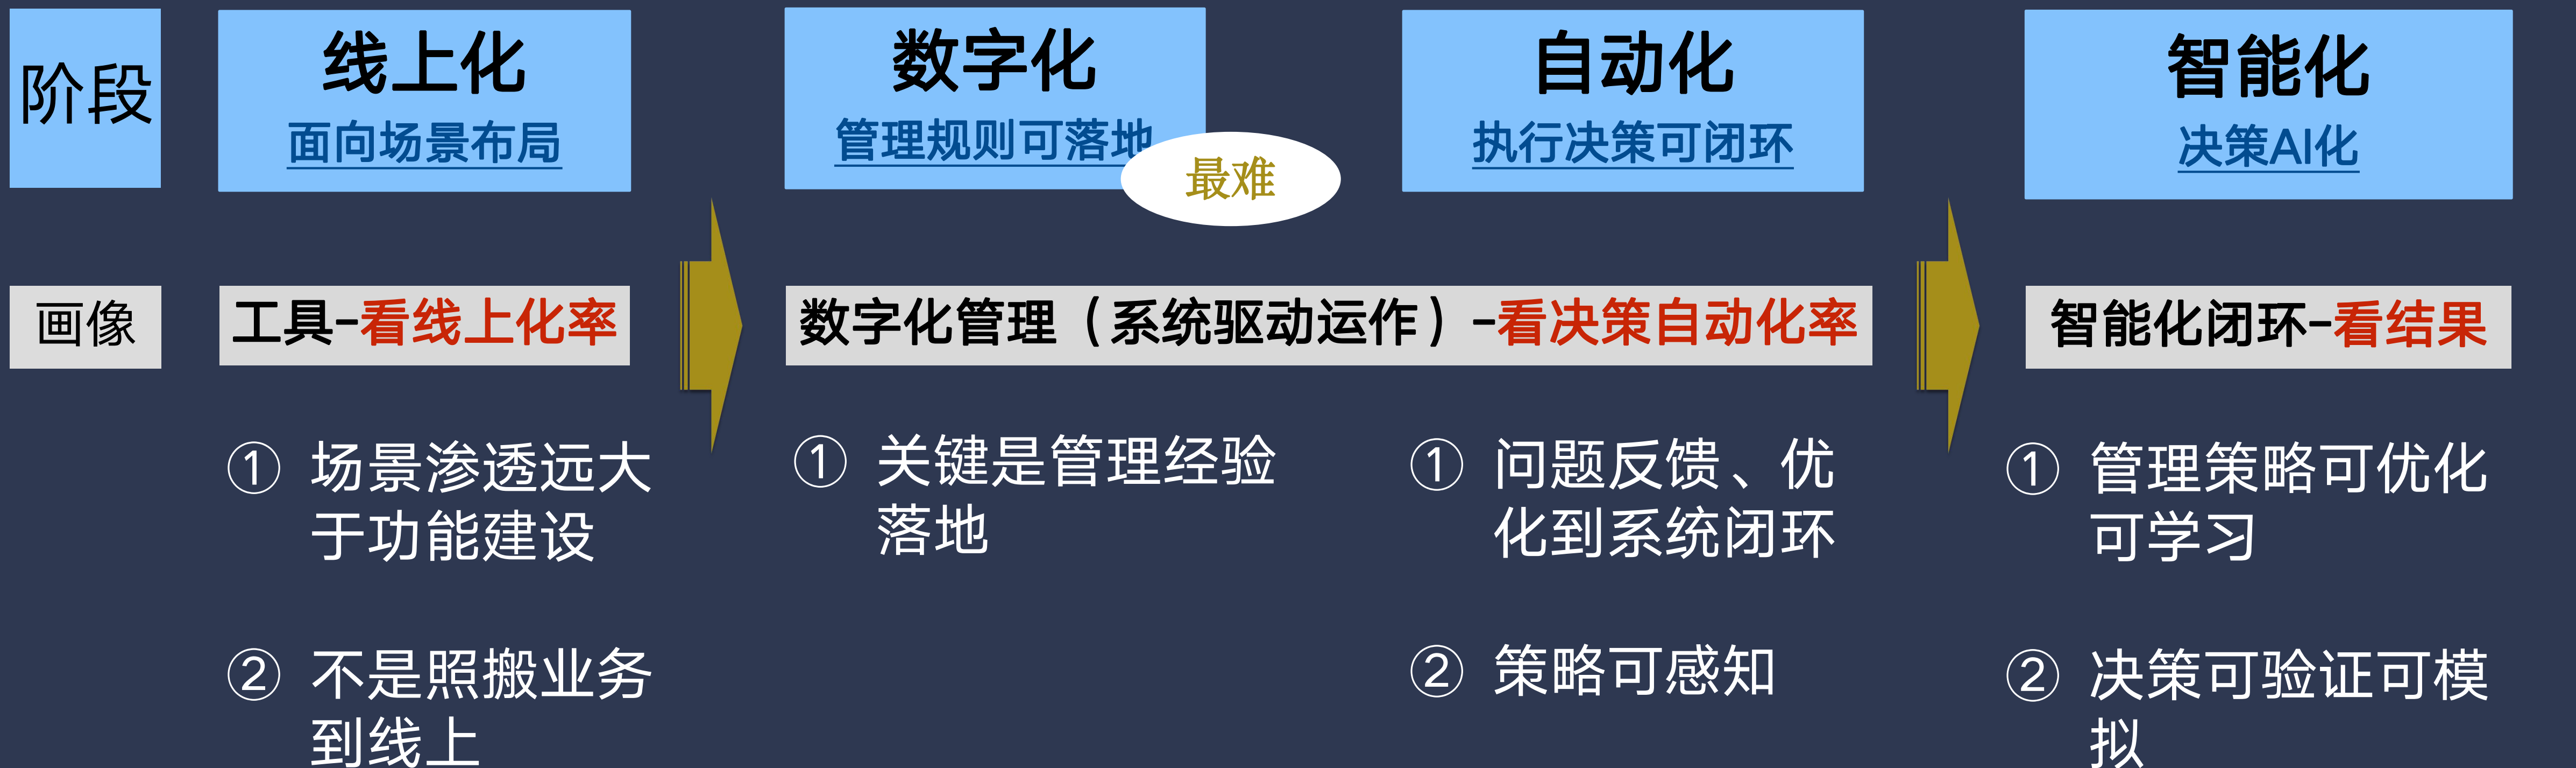 阶段
线上化
面向场景布局
数字化
管理规则可落地
最难
自动化
执行决策可闭环
智能化
决策AI化
画像
工具-看线上化率
数字化管理（系统驱动运作）-看决策自动化率
智能化闭环-看结果
① 场景渗透远大
于功能建设
② 不是照搬业务
到线上
① 关键是管理经验
落地
① 问题反馈、优
化到系统闭环
② 策略可感知
① 管理策略可优化
可学习
② 决策可验证可模
拟